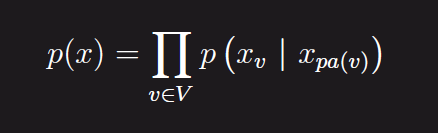 p(x) = ∏_{v∈V} p(x_v | x_{pa(v)})